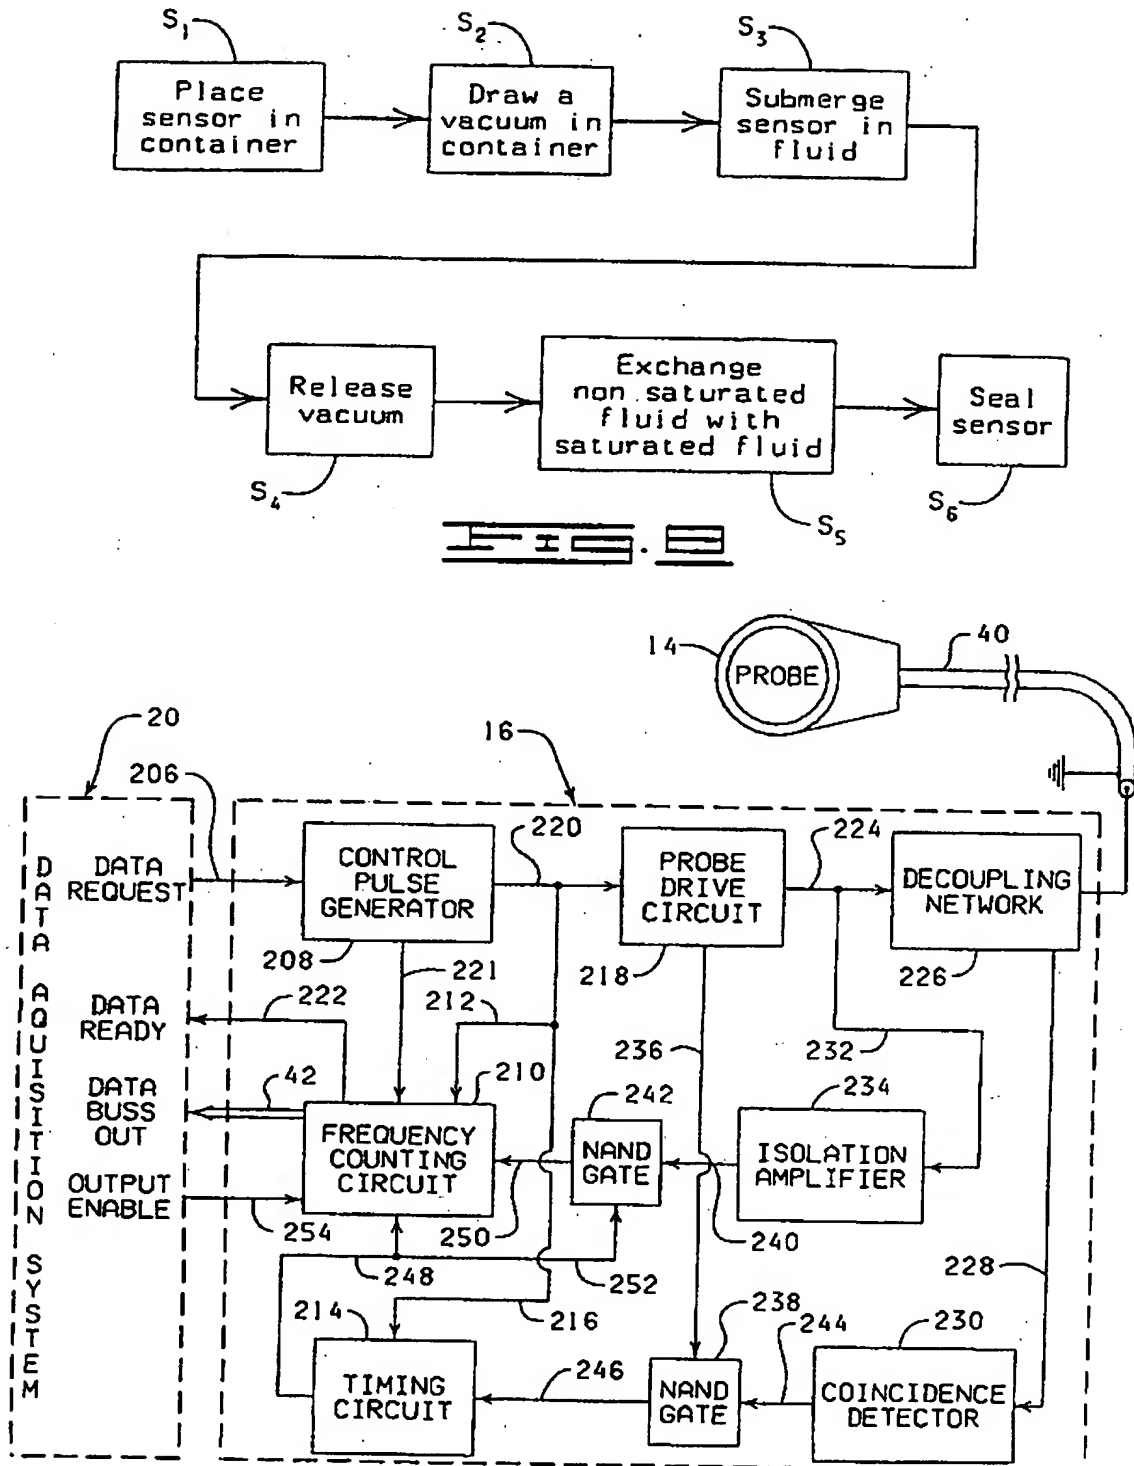 S1
S2
S3
Place
sensor in
container
Draw a
vacuum in
container
Submerge
sensor in
fluid
Release
vacuum
Exchange
non saturated
fluid with
saturated fluid
Seal
sensor
S4
S5
S6
FIG. 8
14
PROBE
40
20
16
206
DATA AQUISITION SYSTEM
DATA
REQUEST
CONTROL
PULSE
GENERATOR
220
PROBE
DRIVE
CIRCUIT
224
DECOUPLING
NETWORK
208
221
218
226
222
212
DATA
READY
232
236
210
242
234
DATA
BUSS
OUT
42
FREQUENCY
COUNTING
CIRCUIT
NAND
GATE
ISOLATION
AMPLIFIER
OUTPUT
ENABLE
254
250
240
248
252
228
214
216
238
230
TIMING
CIRCUIT
246
NAND
GATE
244
COINCIDENCE
DETECTOR